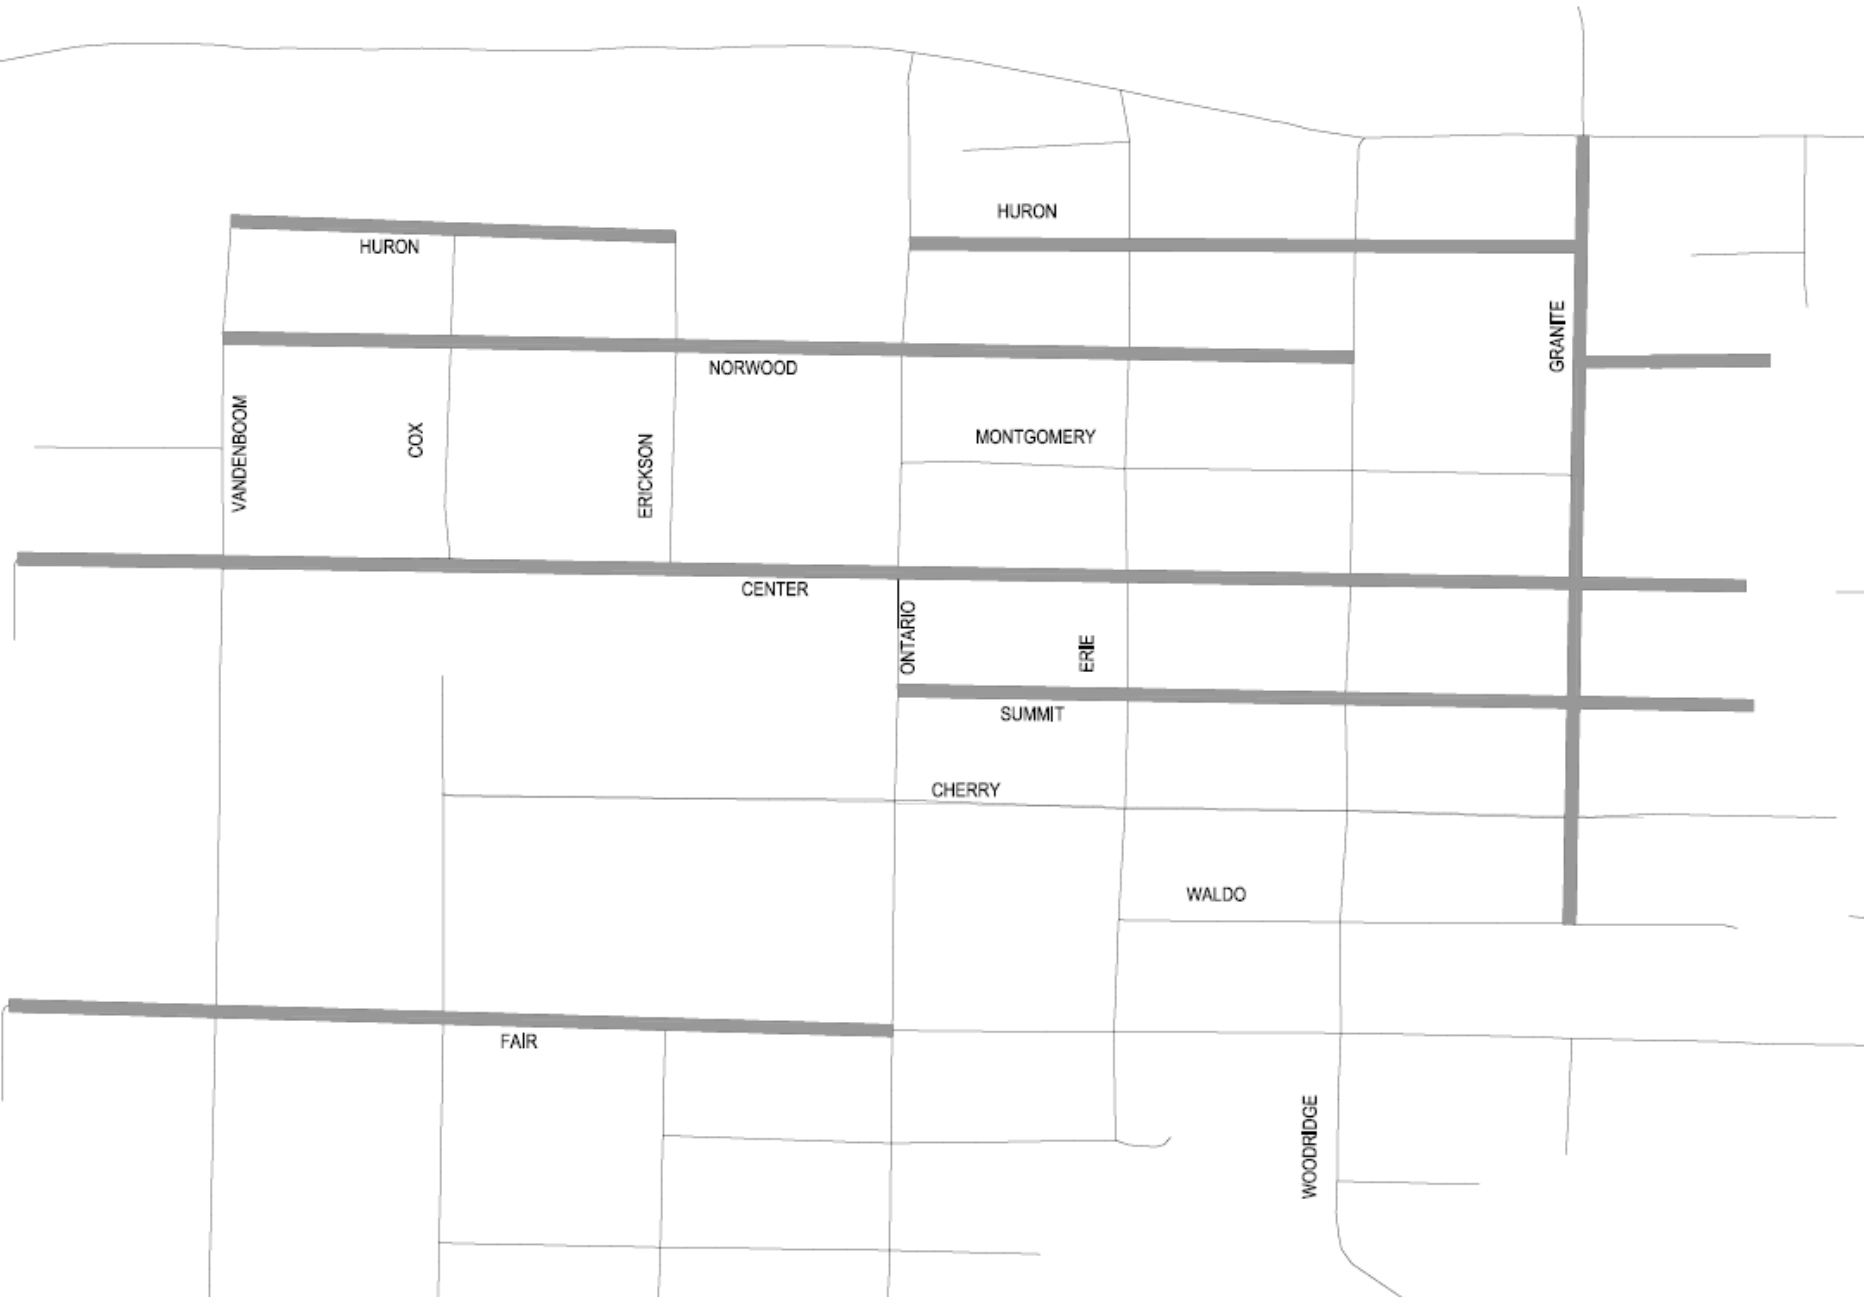 HURON
HURON
GRANITE
NORWOOD
VANDENBOOM
COX
ERICKSON
MONTGOMERY
CENTER
ONTARIO
ERIE
SUMMIT
CHERRY
WALDO
FAIR
WOODRIDGE